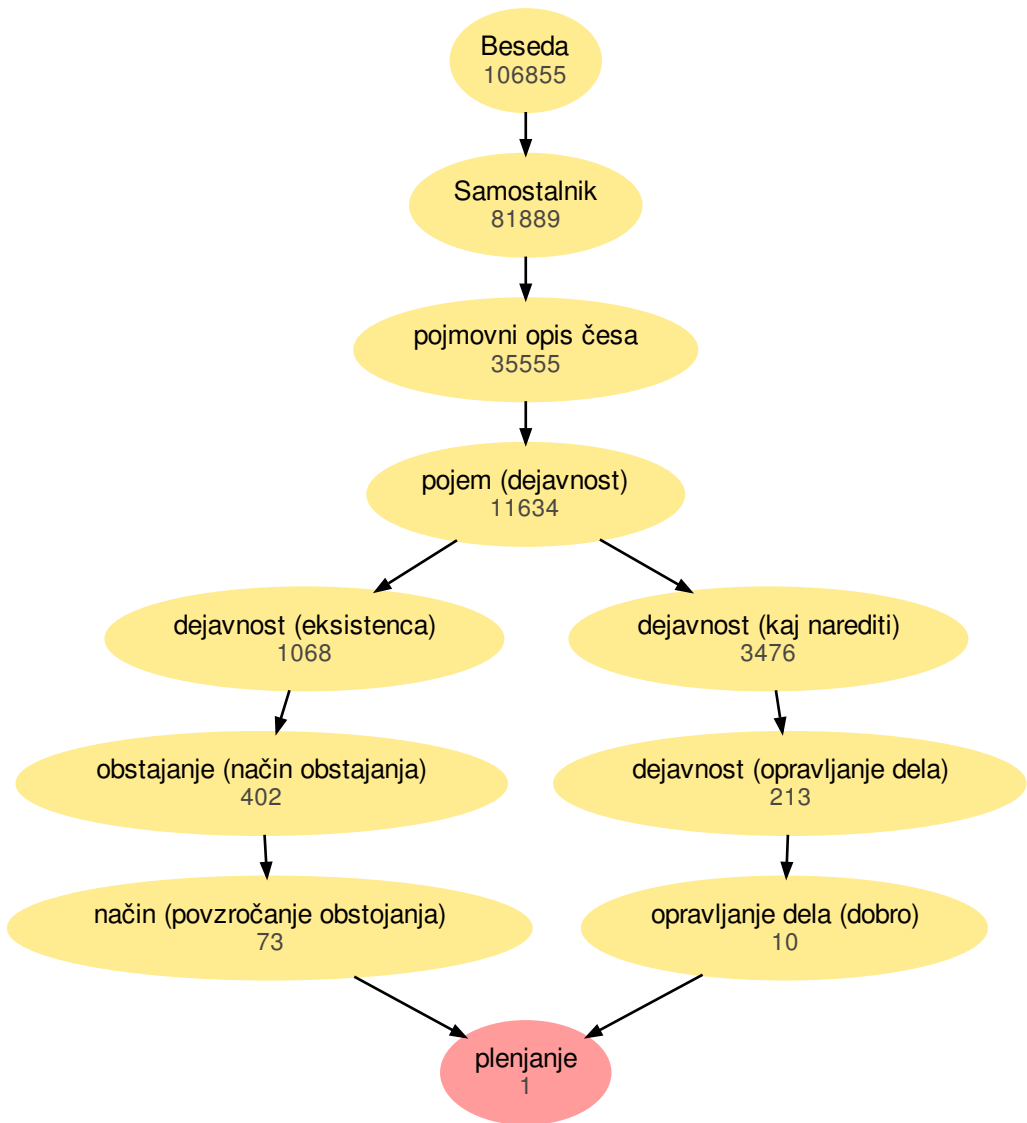 Beseda
106855
Samostalnik
81889
pojmovni opis česa
35555
pojem (dejavnost)
11634
dejavnost (eksistenca)
1068
dejavnost (kaj narediti)
3476
obstajanje (način obstajanja)
402
dejavnost (opravljanje dela)
213
način (povzročanje obstojanja)
73
opravljanje dela (dobro)
10
plenjanje
1